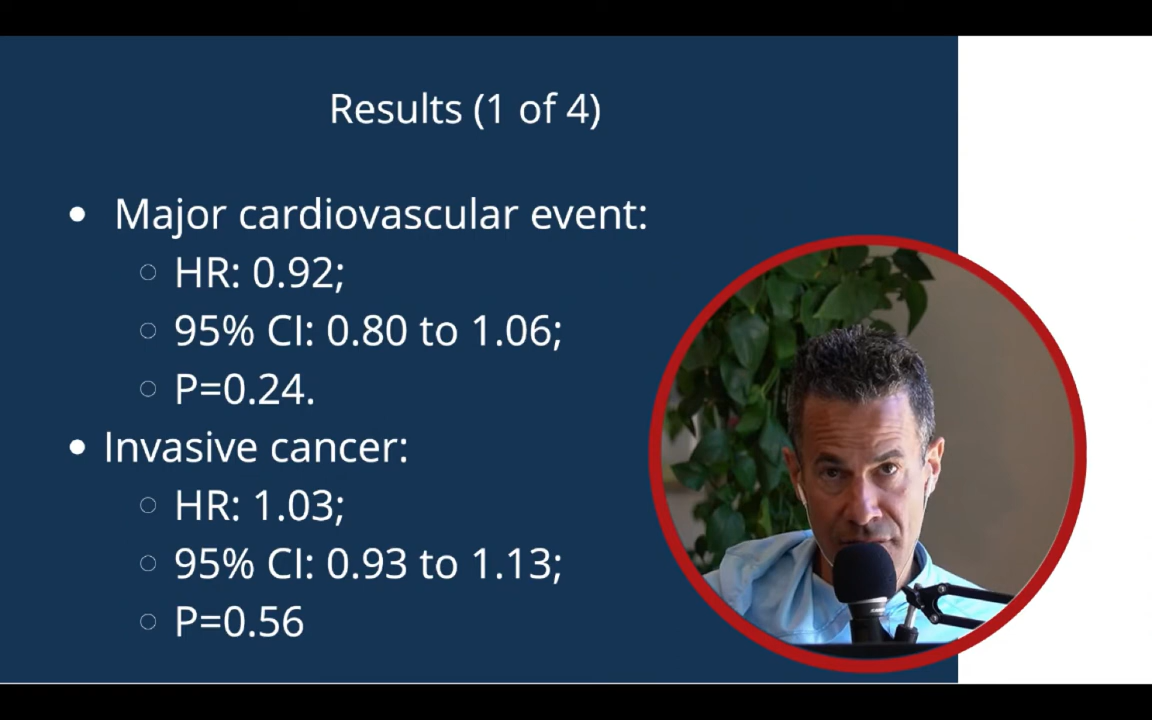 Results (1 of 4)
Major cardiovascular event:
HR: 0.92;
95% CI: 0.80 to 1.06;
P=0.24.
Invasive cancer:
HR: 1.03;
95% CI: 0.93 to 1.13;
P=0.56